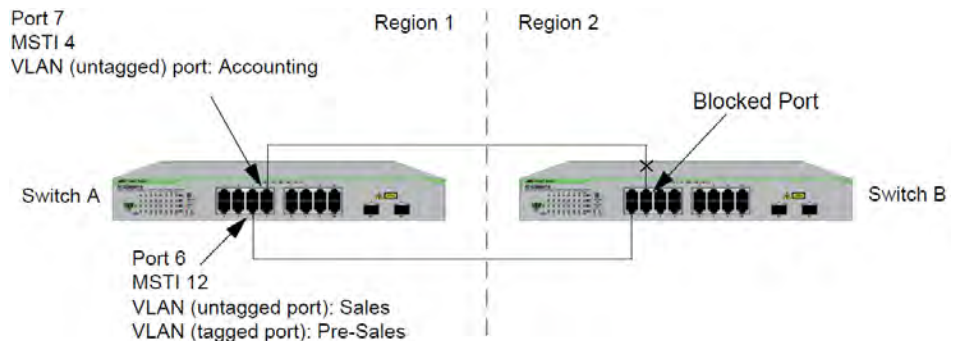 Port 7
MSTI 4
VLAN (untagged) port: Accounting
Region 1
Region 2
Blocked Port
Switch A
Switch B
Port 6
MSTI 12
VLAN (untagged port): Sales
VLAN (tagged port): Pre-Sales